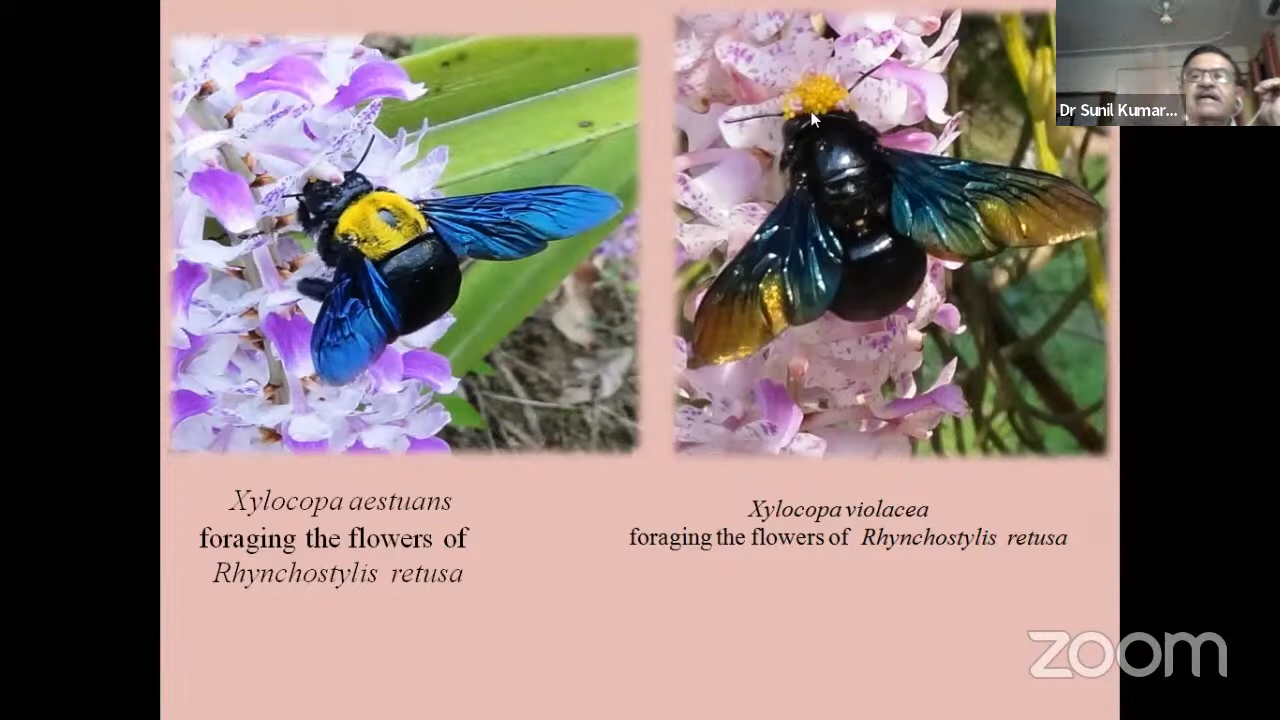 Dr Sunil Kumar...
Xylocopa aestuans
foraging the flowers of
Rhynchostylis retusa
Xylocopa violacea
foraging the flowers of Rhynchostylis retusa
zoom